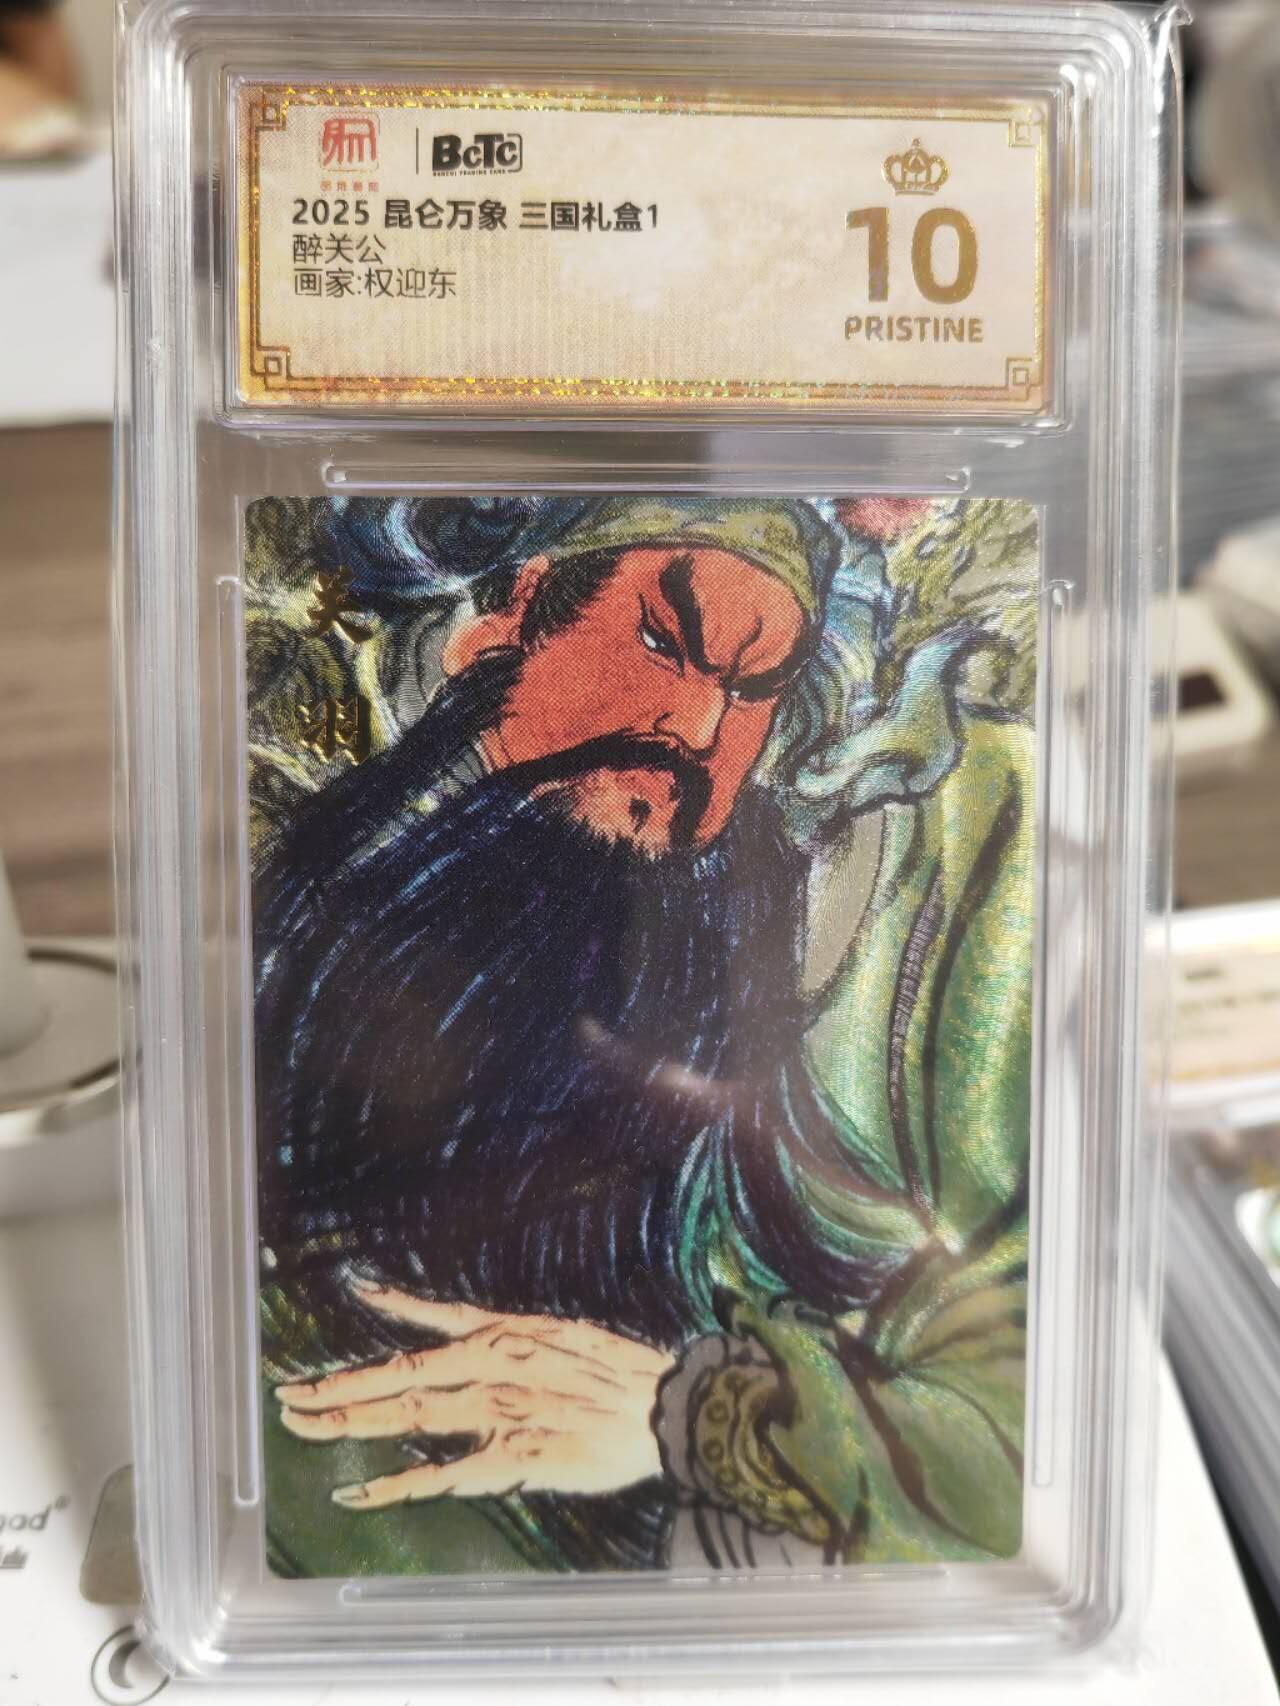 BCTC
2025 昆仑万象 三国礼盒1
醉关公
画家:权迎东
10
PRISTINE
关
羽